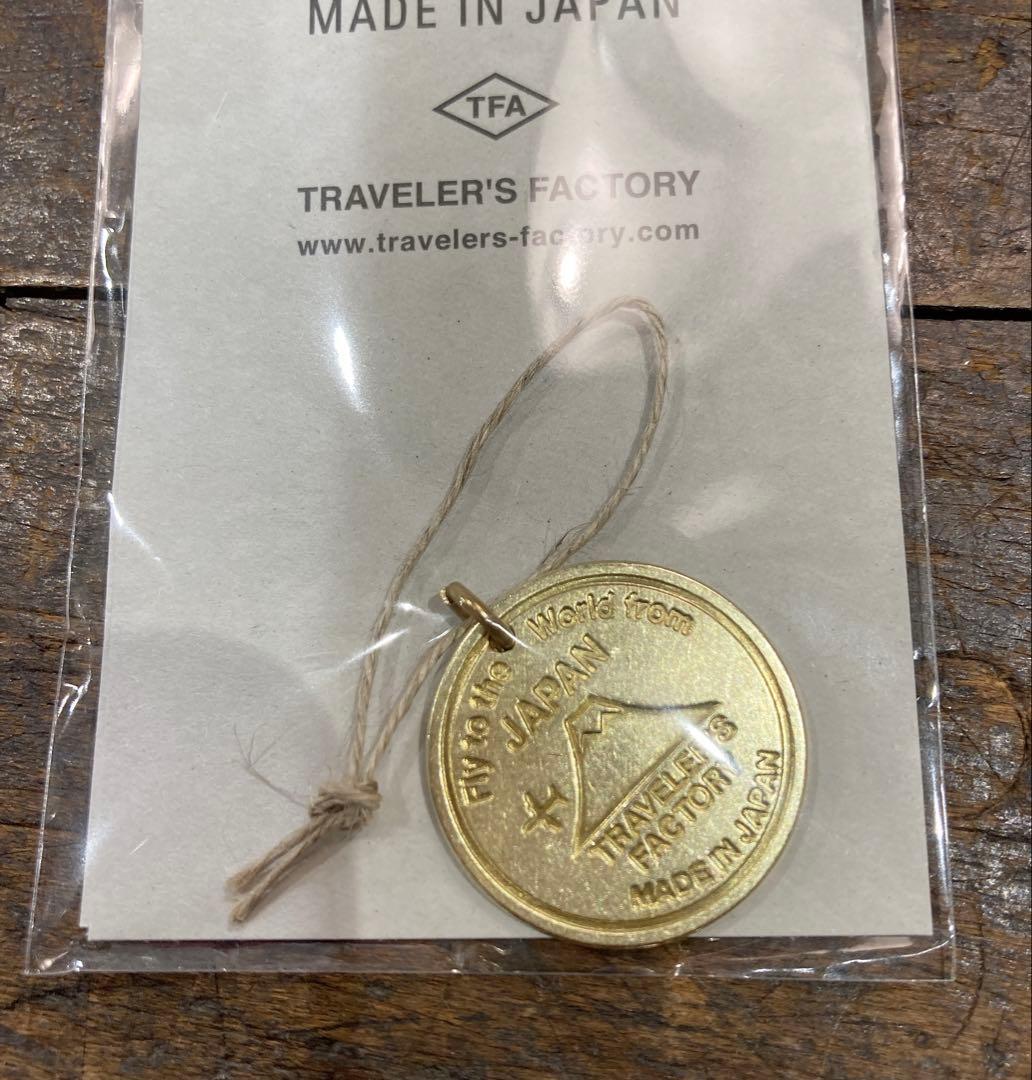 MADE IN JAPAN
TFA
TRAVELER'S FACTORY
www.travelers-factory.com
Fly to the World from
JAPAN
TRAVELER'S
FACTORY
MADE IN JAPAN